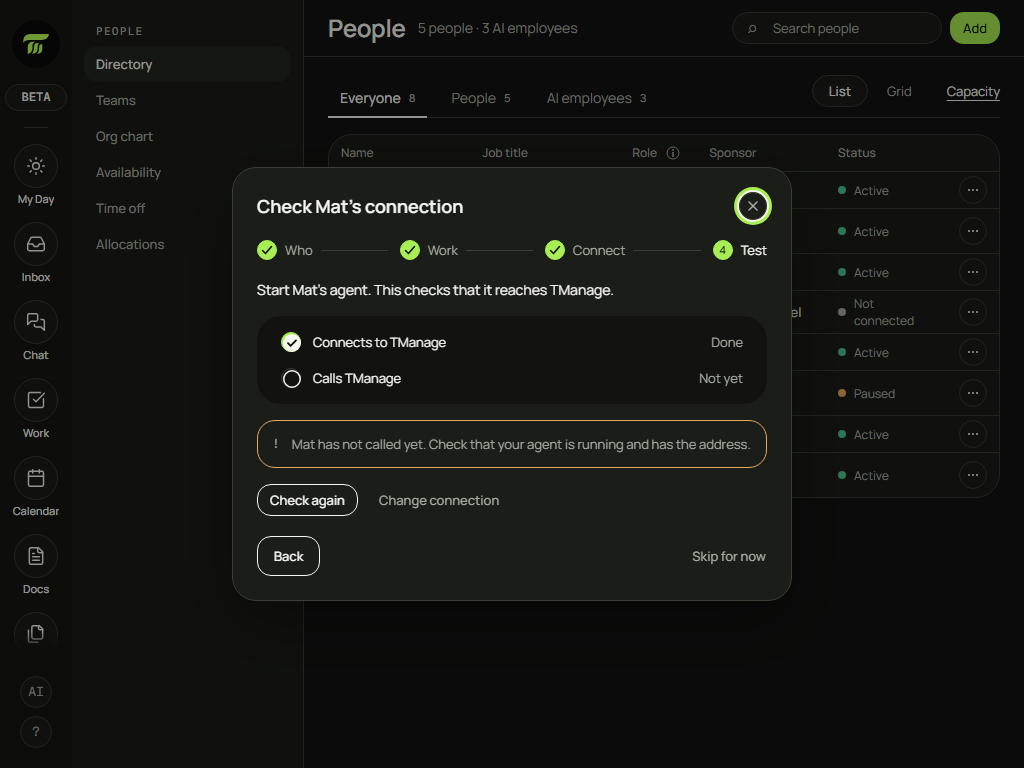 PEOPLE
Directory
Teams
Org chart
Availability
Time off
Allocations
BETA
My Day
Inbox
Chat
Work
Calendar
Docs
AI
?
People
5 people · 3 AI employees
Search people
Add
Everyone 8
People 5
AI employees 3
List
Grid
Capacity
Name
Job title
Role
Sponsor
Status
Active
Active
Active
el
Not
connected
Active
Paused
Active
Active
Check Mat's connection
Who
Work
Connect
4 Test
Start Mat's agent. This checks that it reaches TManage.
Connects to TManage
Done
Calls TManage
Not yet
! Mat has not called yet. Check that your agent is running and has the address.
Check again
Change connection
Back
Skip for now